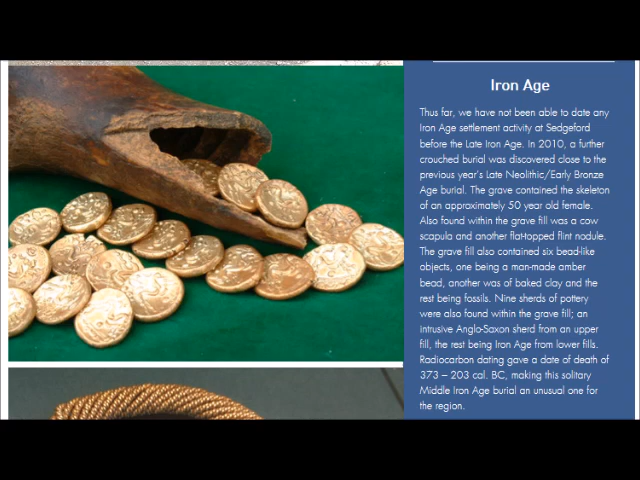 Iron Age
Thus far, we have not been able to date any
Iron Age settlement activity at Sedgeford
before the Late Iron Age. In 2010, a further
crouched burial was discovered close to the
previous year's Late Neolithic/Early Bronze
Age burial. The grave contained the skeleton
of an approximately 50 year old female.
Also found within the grave fill was a cow
scapula and another flat-topped flint nodule.
The grave fill also contained six bead-like
objects, one being a man-made amber
bead, another was of baked clay and the
rest being fossils. Nine sherds of pottery
were also found within the grave fill; an
intrusive Anglo-Saxon sherd from an upper
fill, the rest being Iron Age from lower fills.
Radiocarbon dating gave a date of death of
373 – 203 cal. BC, making this solitary
Middle Iron Age burial an unusual one for
the region.